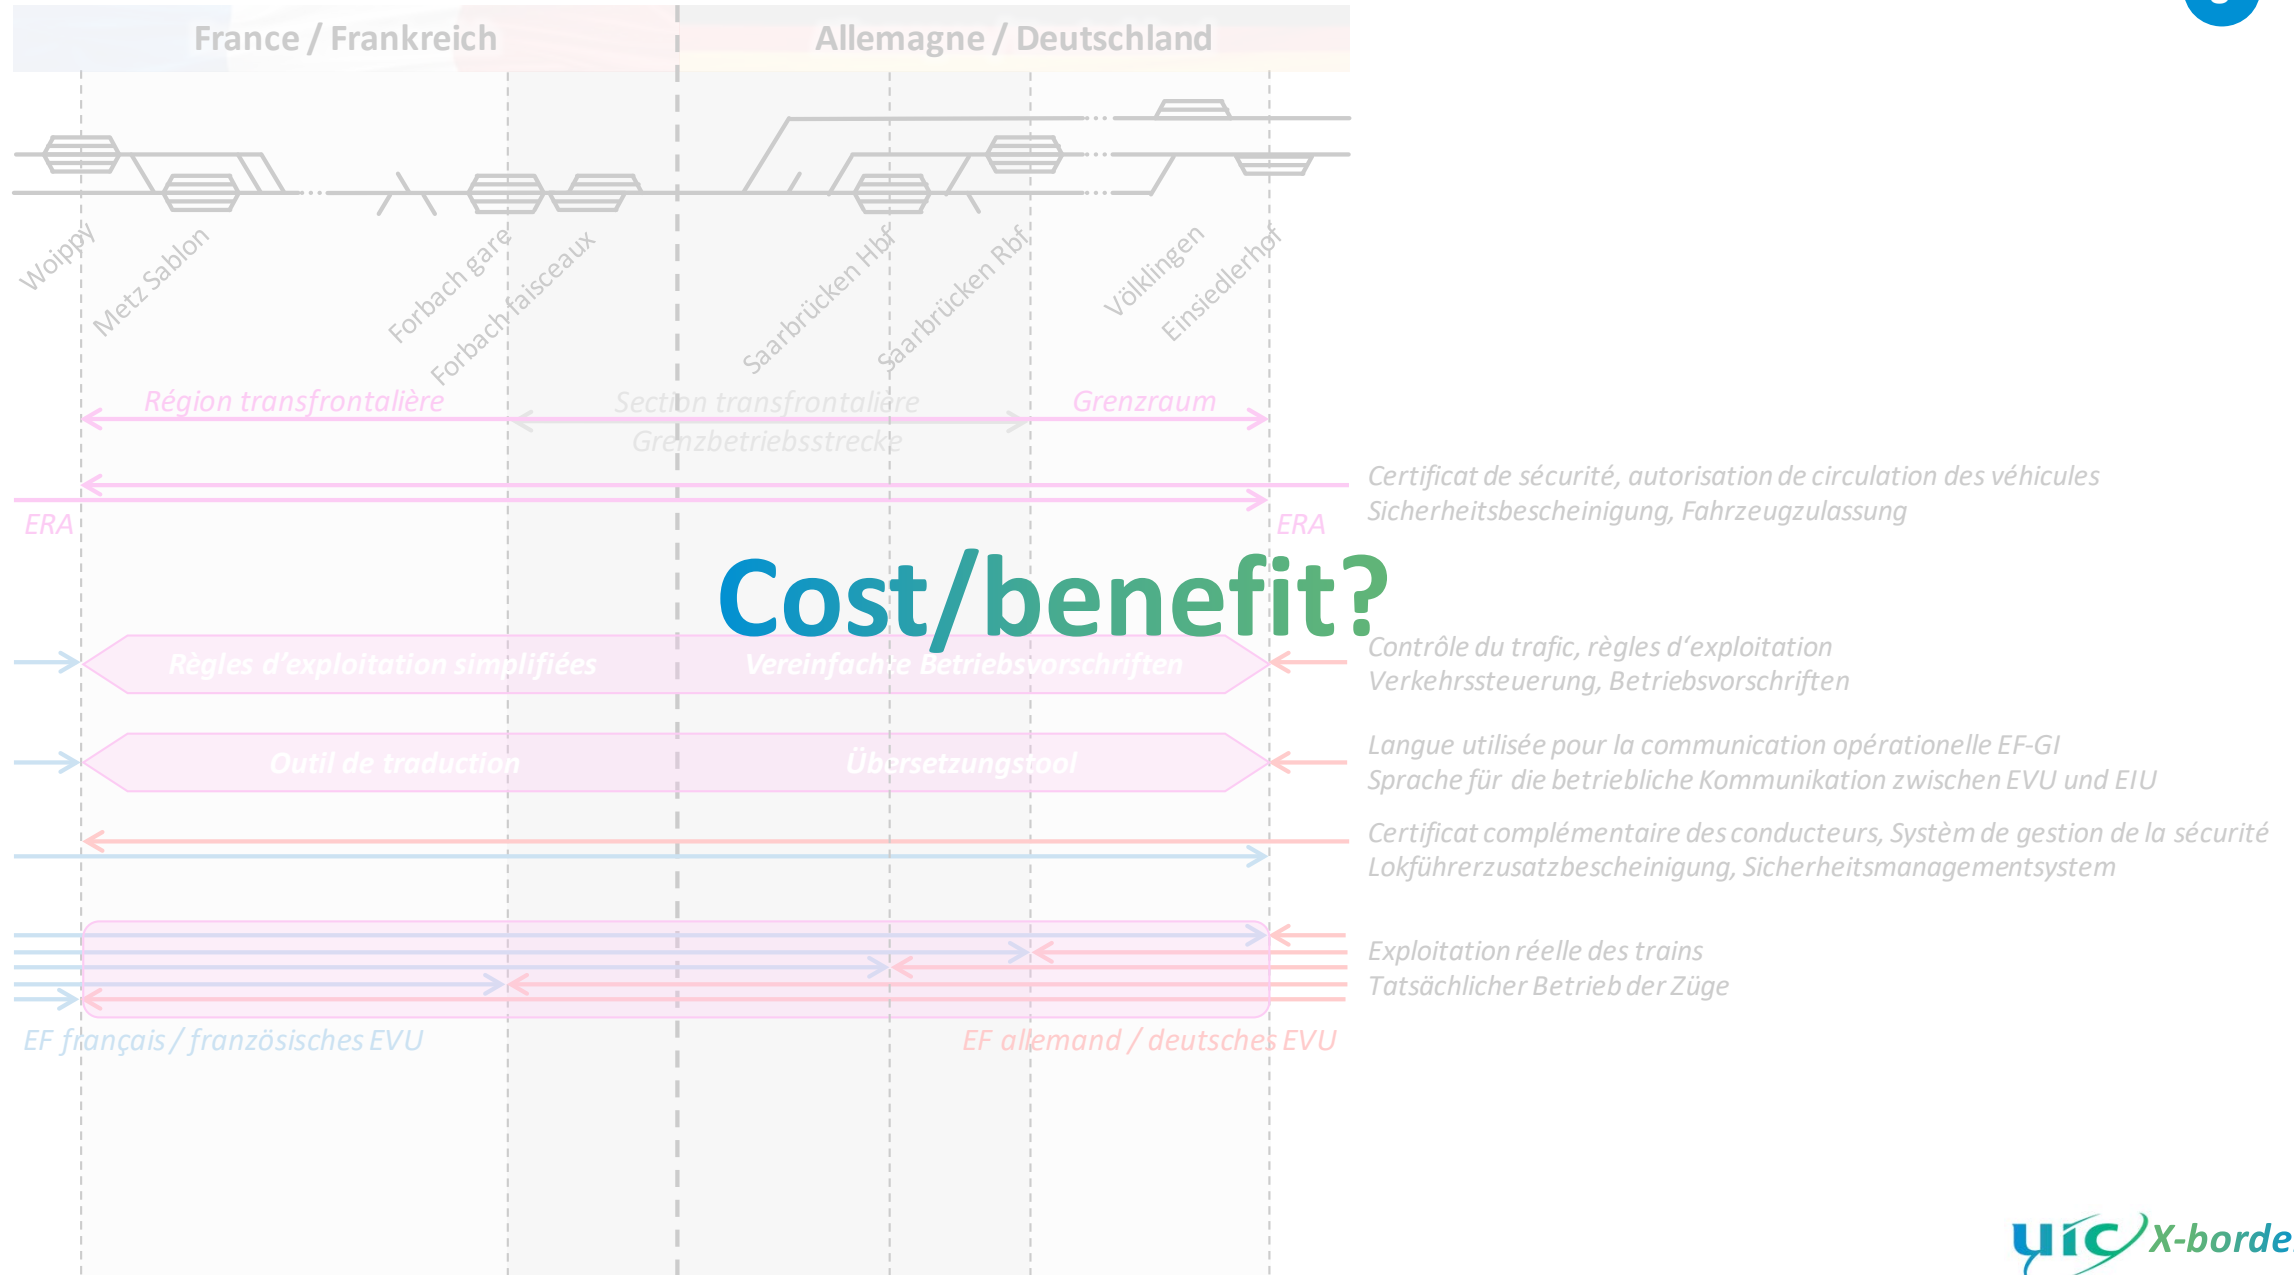 France / Frankreich
Allemagne / Deutschland
Woippy
Metz Sablon
Forbach gare
Forbach faisceaux
Saarbrücken Hbf
Saarbrücken Rbf
Völklingen
Einsiedlerhof
Région transfrontalière
Section transfrontalière
Grenzraum
Grenzbetriebsstrecke
Certificat de sécurité, autorisation de circulation des véhicules
Sicherheitsbescheinigung, Fahrzeugzulassung
ERA
ERA
Cost/benefit?
Règles d'exploitation simplifiées
Vereinfachte Betriebsvorschriften
Contrôle du trafic, règles d‘exploitation
Verkehrssteuerung, Betriebsvorschriften
Outil de traduction
Übersetzungstool
Langue utilisée pour la communication opérationelle EF-GI
Sprache für die betriebliche Kommunikation zwischen EVU und EIU
Certificat complémentaire des conducteurs, Systèm de gestion de la sécurité
Lokführerzusatzbescheinigung, Sicherheitsmanagementsystem
Exploitation réelle des trains
Tatsächlicher Betrieb der Züge
EF français / französisches EVU
EF allemand / deutsches EVU
uic X-borde